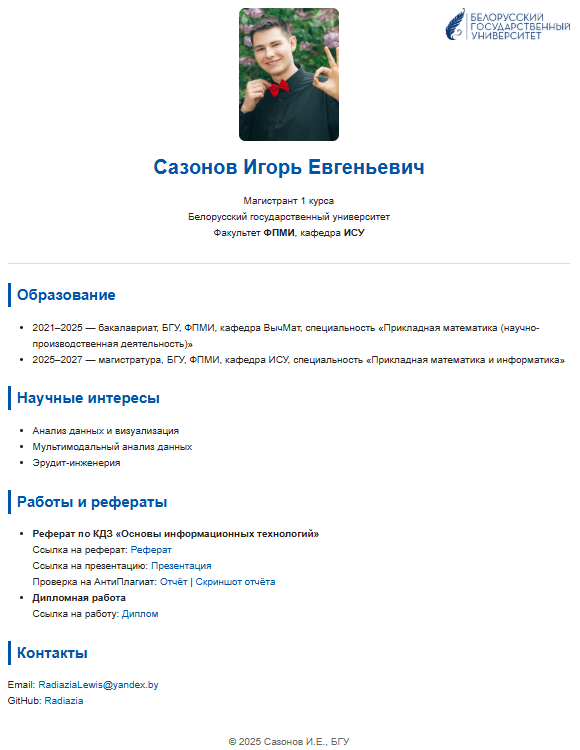 БЕЛОРУССКИЙ
ГОСУДАРСТВЕННЫЙ
УНИВЕРСИТЕТ
Сазонов Игорь Евгеньевич
Магистрант 1 курса
Белорусский государственный университет
Факультет ФПМИ, кафедра ИСУ
Образование
• 2021–2025 — бакалавриат, БГУ, ФПМИ, кафедра ВычМат, специальность «Прикладная математика (научно-
производственная деятельность)»
• 2025–2027 — магистратура, БГУ, ФПМИ, кафедра ИСУ, специальность «Прикладная математика и информатика»
Научные интересы
• Анализ данных и визуализация
• Мультимодальный анализ данных
• Эрудит-инженерия
Работы и рефераты
• Реферат по КДЗ «Основы информационных технологий»
Ссылка на реферат: Реферат
Ссылка на презентацию: Презентация
Проверка на АнтиПлагиат: Отчёт | Скриншот отчёта
• Дипломная работа
Ссылка на работу: Диплом
Контакты
Email: RadiaziaLewis@yandex.by
GitHub: Radiazia
© 2025 Сазонов И.Е., БГУ